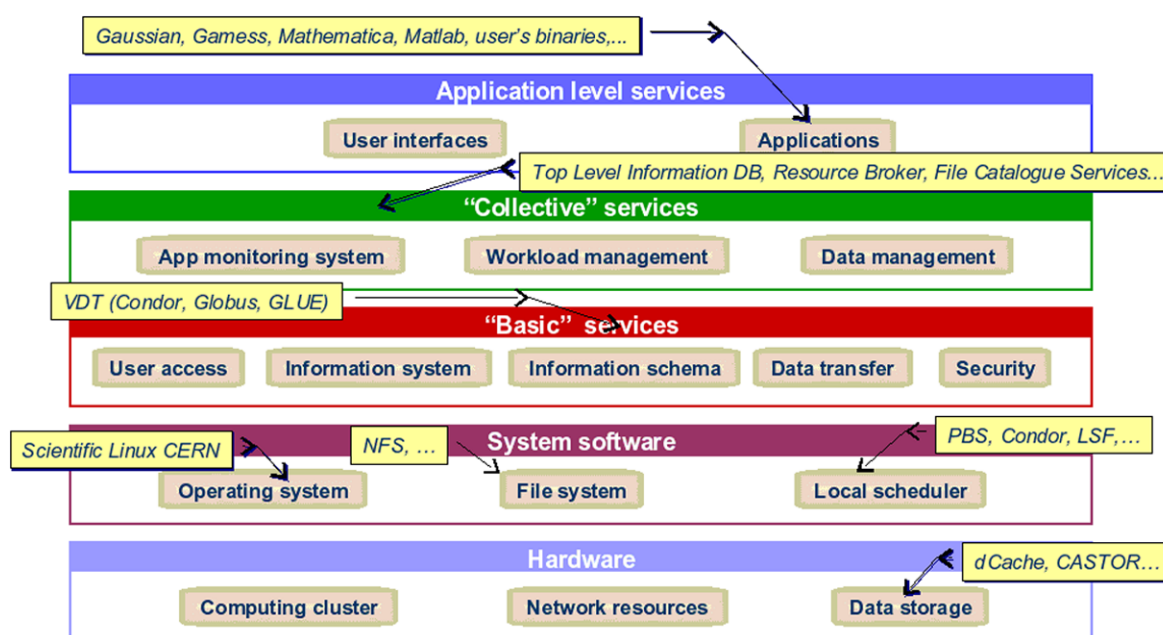 Gaussian, Gamess, Mathematica, Matlab, user's binaries,...
Application level services
User interfaces
Applications
Top Level Information DB, Resource Broker, File Catalogue Services...
“Collective” services
App monitoring system
Workload management
Data management
VDT (Condor, Globus, GLUE)
“Basic” services
User access
Information system
Information schema
Data transfer
Security
System software
Scientific Linux CERN
NFS, …
PBS, Condor, LSF,...
Operating system
File system
Local scheduler
Hardware
dCache, CASTOR...
Computing cluster
Network resources
Data storage